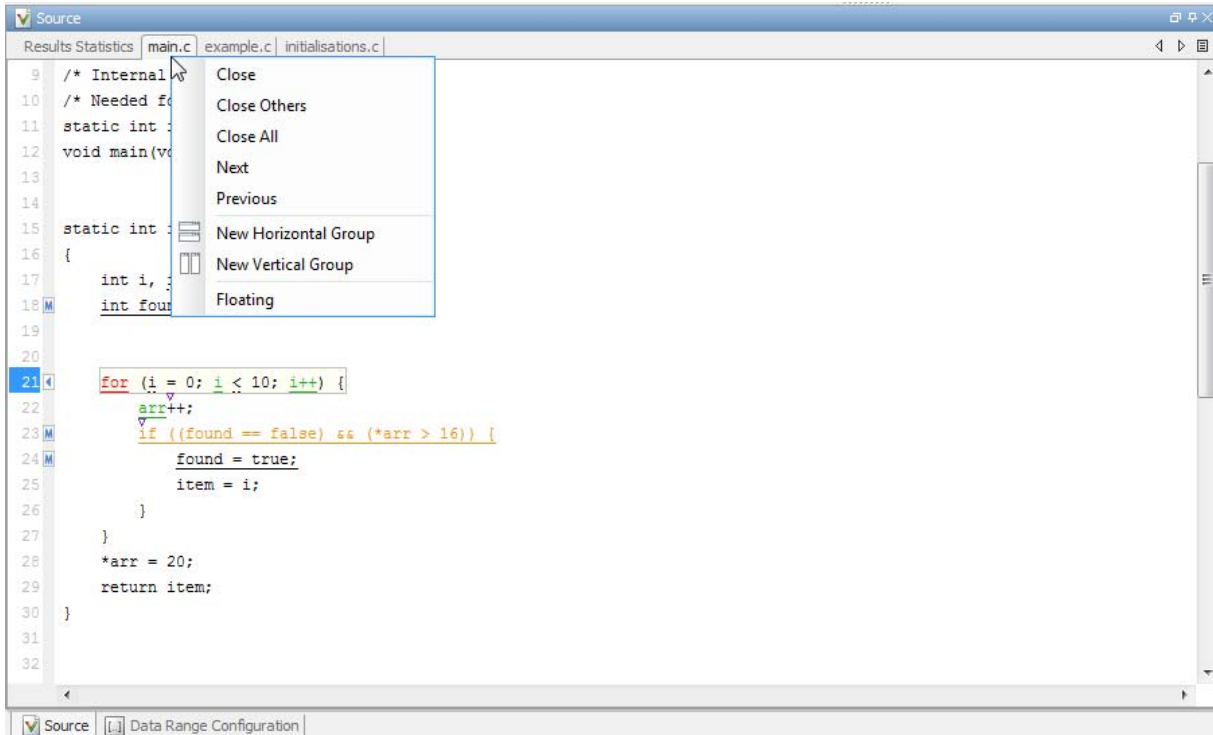 Source
Results Statistics main.c example.c initialisations.c
9 /* Internal
10 /* Needed
11 static int
12 void main(
13
14
15 static int
16 {
17 int i,
18 M int
19
20
21 for (i = 0; i < 10; i++) {
22 arr++;
23 M if ((found == false) && (*arr > 16)) {
24 M found = true;
25 item = i;
26 }
27 }
28 *arr = 20;
29 return item;
30 }
31
32
Close
Close Others
Close All
Next
Previous
New Horizontal Group
New Vertical Group
Floating
Source [..] Data Range Configuration